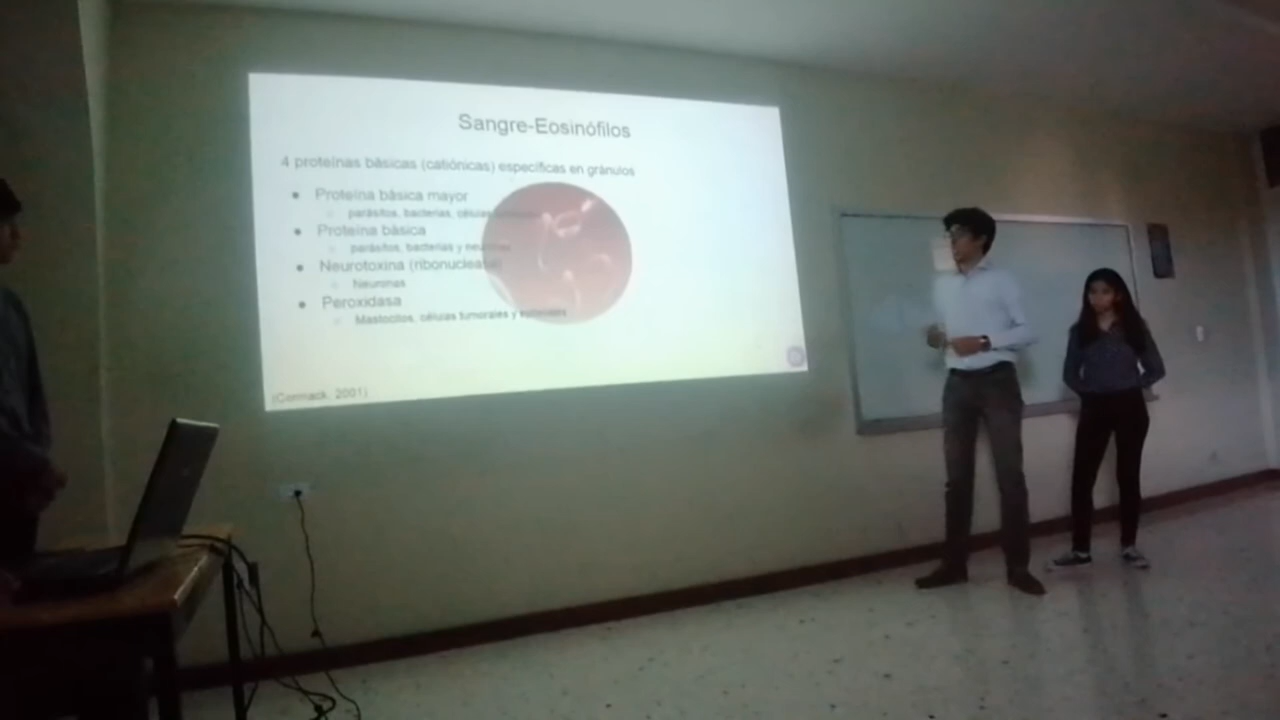 Sangre-Eosinófilos
4 proteínas básicas (catiónicas) específicas en gránulos
Proteína básica mayor
parásitos, bacterias, células
Proteína básica
parásitos, bacterias y
Neurotoxina (ribonucleasa)
Neuronas
Peroxidasa
Mastocitos, células tumorales y
(Cormack, 2001)